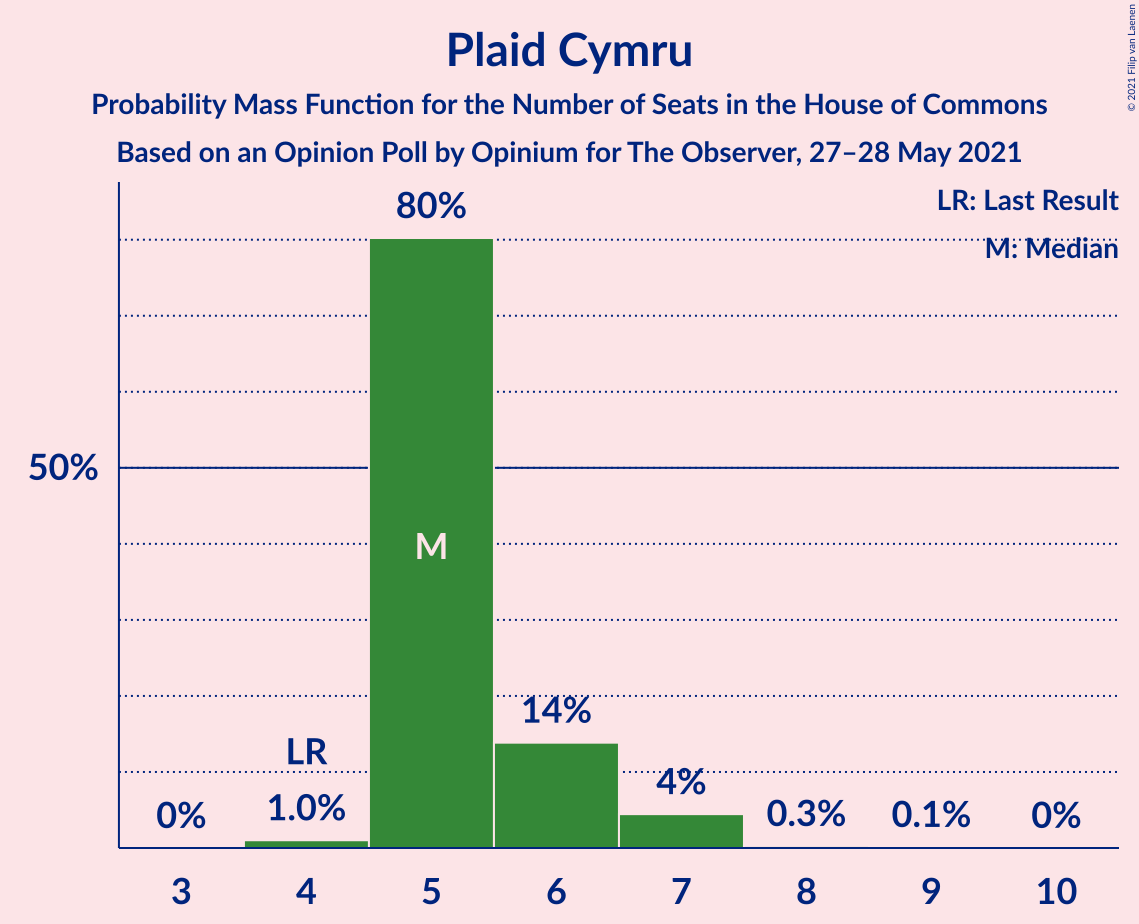 Plaid Cymru
Probability Mass Function for the Number of Seats in the House of Commons
Based on an Opinion Poll by Opinium for The Observer, 27–28 May 2021
© 2021 Filip van Laenen
LR: Last Result
M: Median
80%
50%
M
14%
LR
4%
0%
1.0%
0.3%
0.1%
0%
3 4 5 6 7 8 9 10